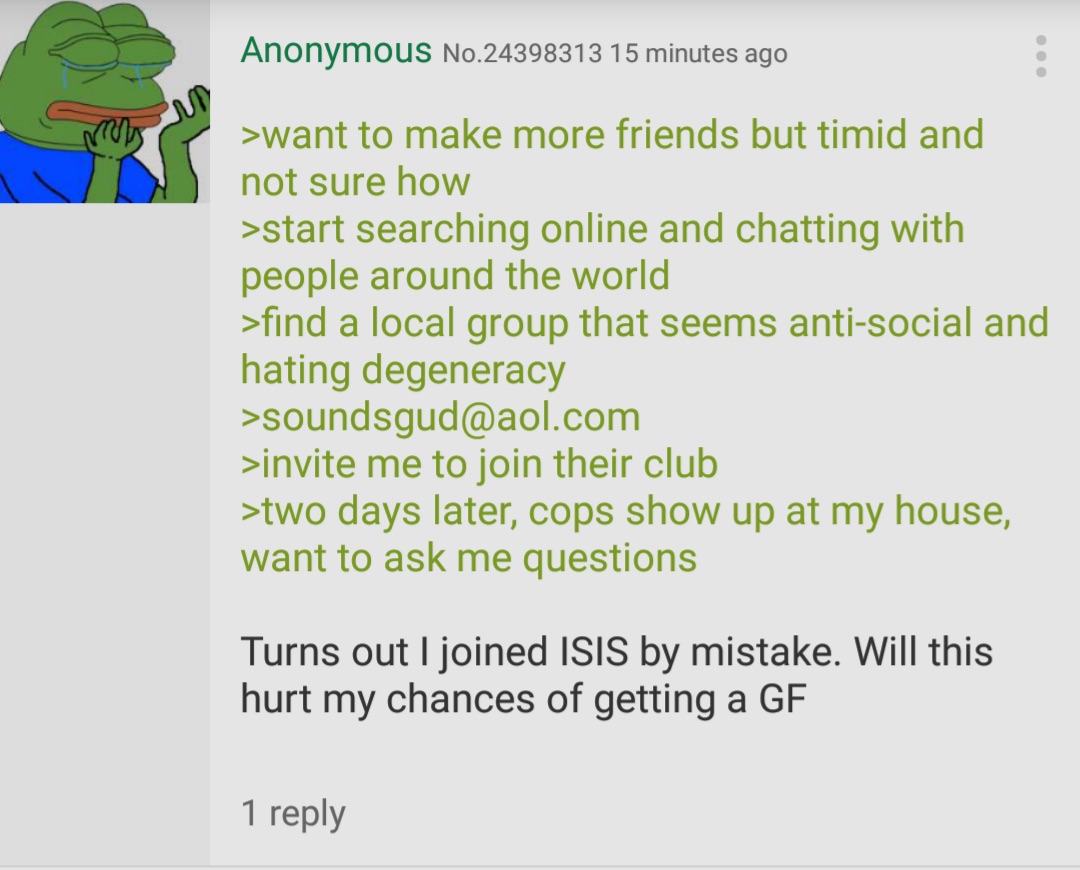 Anonymous No.24398313 15 minutes ago
>want to make more friends but timid and
not sure how
>start searching online and chatting with
people around the world
>find a local group that seems anti-social and
hating degeneracy
>soundsgud@aol.com
>invite me to join their club
>two days later, cops show up at my house,
want to ask me questions
Turns out I joined ISIS by mistake. Will this
hurt my chances of getting a GF
1 reply